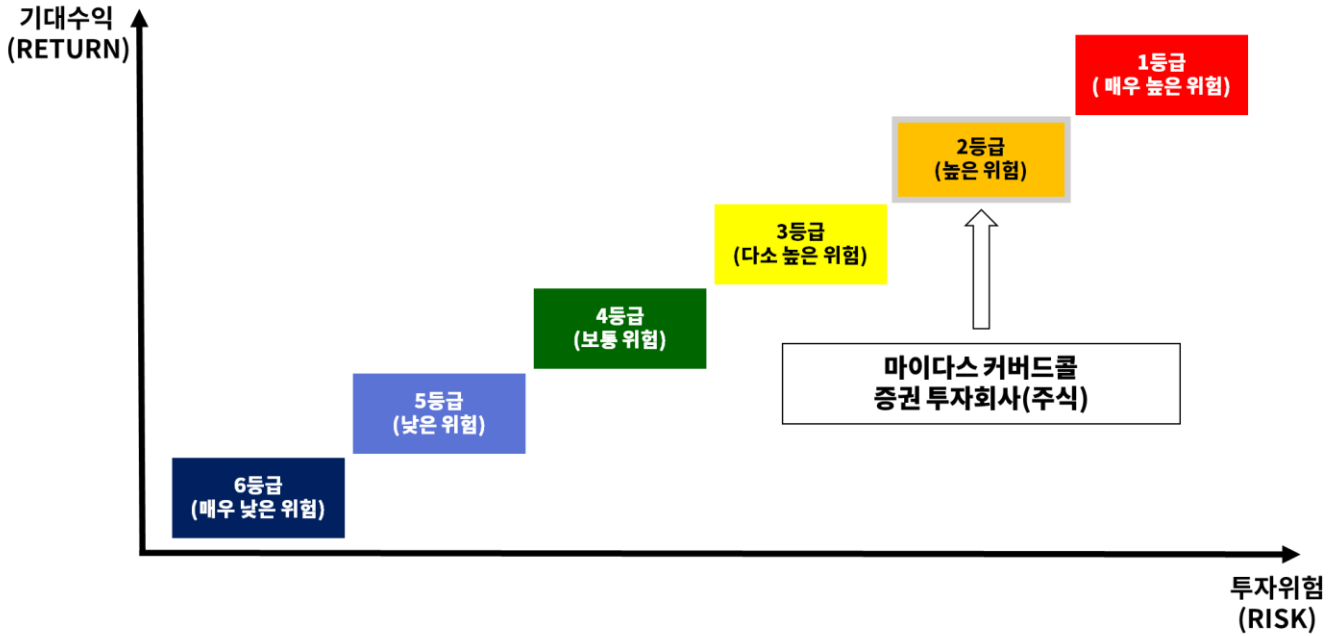 기대수익
(RETURN)
1등급
( 매우 높은 위험)
2등급
(높은 위험)
3등급
(다소 높은 위험)
4등급
(보통 위험)
마이다스 커버드콜
증권 투자회사(주식)
5등급
(낮은 위험)
6등급
(매우 낮은 위험)
투자위험
(RISK)